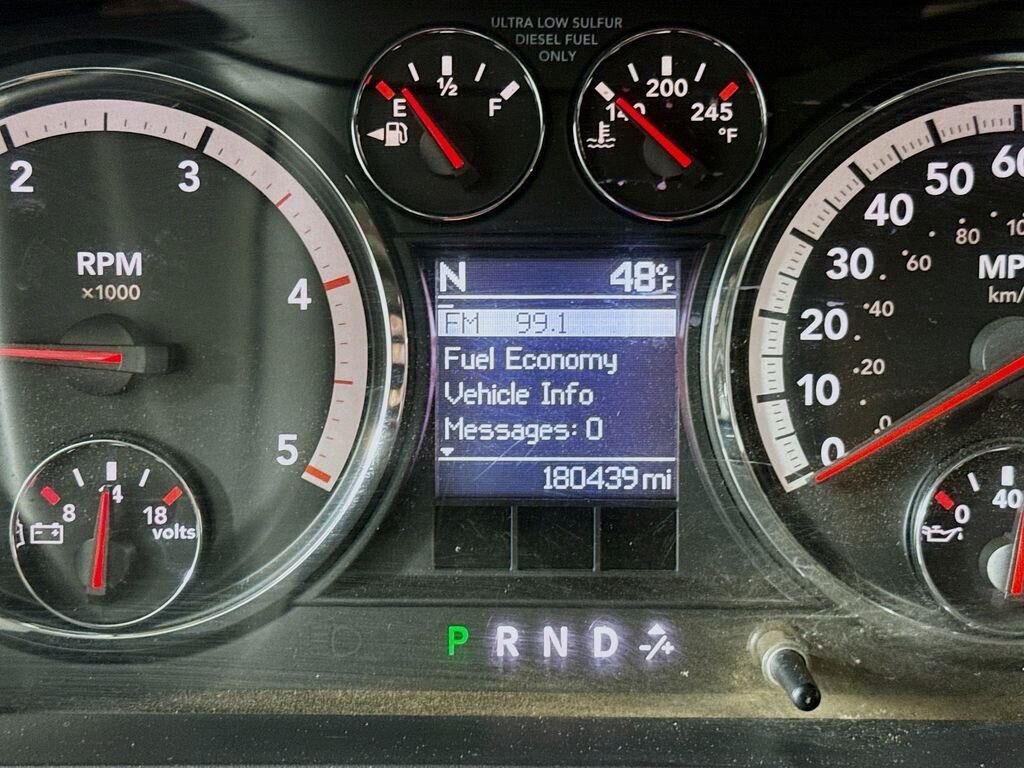 ULTRA LOW SULFUR
DIESEL FUEL
ONLY
E ½ F
200
245
°F
2
3
4
5
RPM
×1000
8
18
volts
N 48°F
FM 99.1
Fuel Economy
Vehicle Info
Messages: 0
180439 mi
0
10
20
30
40
50
20
40
60
80
0
0
40
P R N D -/+